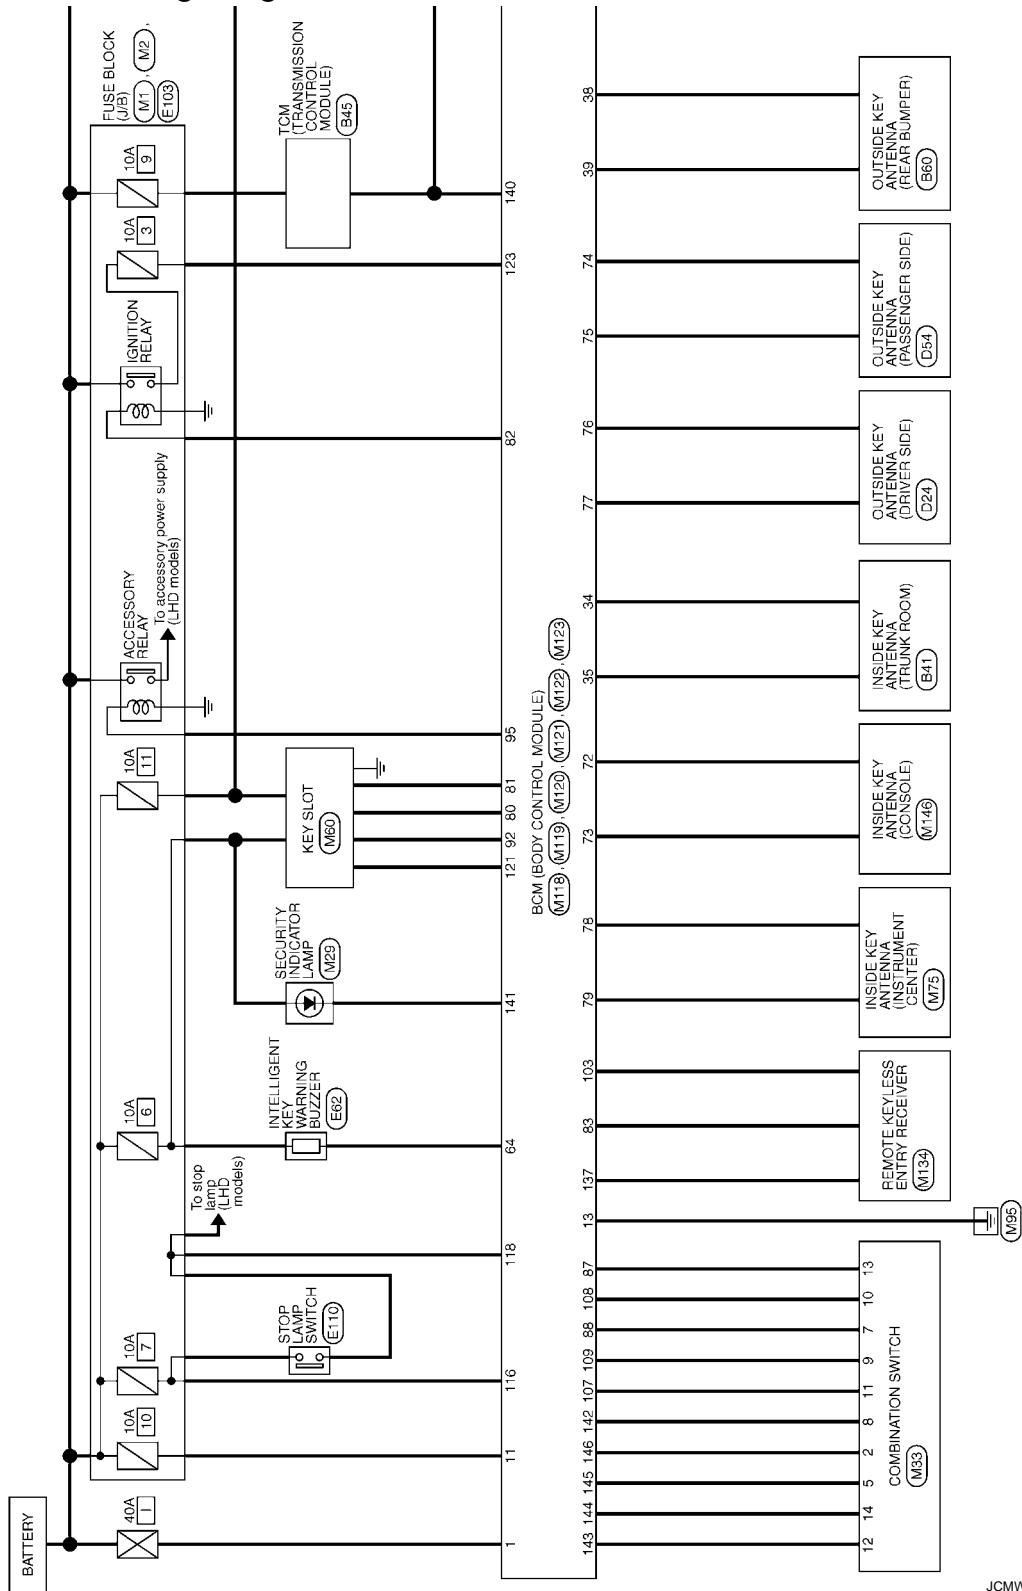 BATTERY
40A
I
10A
10
10A
7
10A
6
10A
11
10A
3
10A
9
FUSE BLOCK
(J/B)
M1 , M2 ,
E103
STOP
LAMP
SWITCH
E110
To stop
lamp
(LHD
models)
INTELLIGENT
KEY
WARNING
BUZZER
E62
SECURITY
INDICATOR
LAMP
M29
KEY SLOT
M60
ACCESSORY
RELAY
To accessory power supply
(LHD models)
IGNITION
RELAY
TCM
(TRANSMISSION
CONTROL
MODULE)
B45
1
11
116
118
64
141
121
92
80
81
95
82
123
140
BCM (BODY CONTROL MODULE)
M118 , M119 , M120 , M121 , M122 , M123
143
144
145
146
142
107
109
88
108
87
13
137
83
103
79
78
73
72
35
34
77
76
75
74
39
38
12
14
5
2
8
11
9
7
10
13
COMBINATION SWITCH
M33
M95
REMOTE KEYLESS
ENTRY RECEIVER
M134
INSIDE KEY
ANTENNA
(INSTRUMENT
CENTER)
M75
INSIDE KEY
ANTENNA
(CONSOLE)
M146
INSIDE KEY
ANTENNA
(TRUNK ROOM)
B41
OUTSIDE KEY
ANTENNA
(DRIVER SIDE)
D24
OUTSIDE KEY
ANTENNA
(PASSENGER SIDE)
D54
OUTSIDE KEY
ANTENNA
(REAR BUMPER)
B60